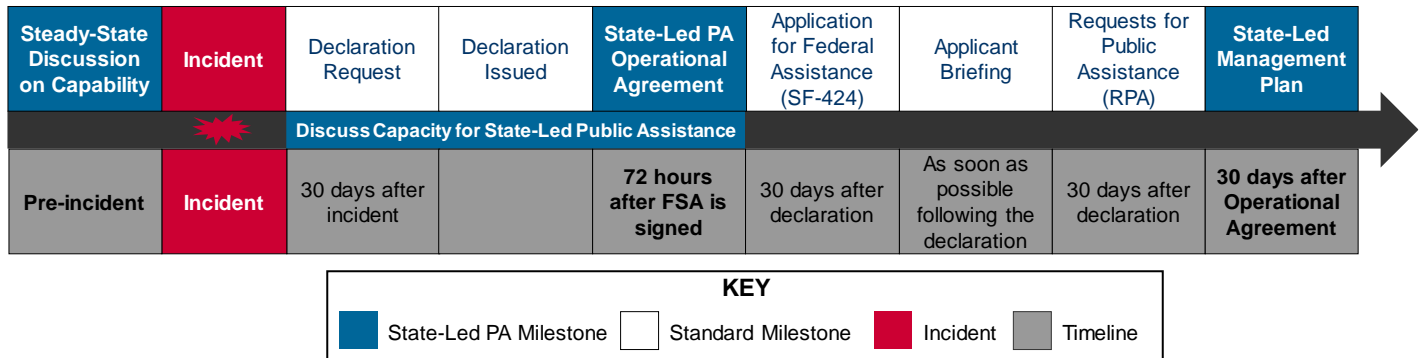 Steady-State
Discussion
on Capability
Incident
Declaration
Request
Declaration
Issued
State-Led PA
Operational
Agreement
Application
for Federal
Assistance
(SF-424)
Applicant
Briefing
Requests for
Public
Assistance
(RPA)
State-Led
Management
Plan
Discuss Capacity for State-Led Public Assistance
Pre-incident
Incident
30 days after
incident
72 hours
after FSA is
signed
30 days after
declaration
As soon as
possible
following the
declaration
30 days after
declaration
30 days after
Operational
Agreement
KEY
State-Led PA Milestone
Standard Milestone
Incident
Timeline